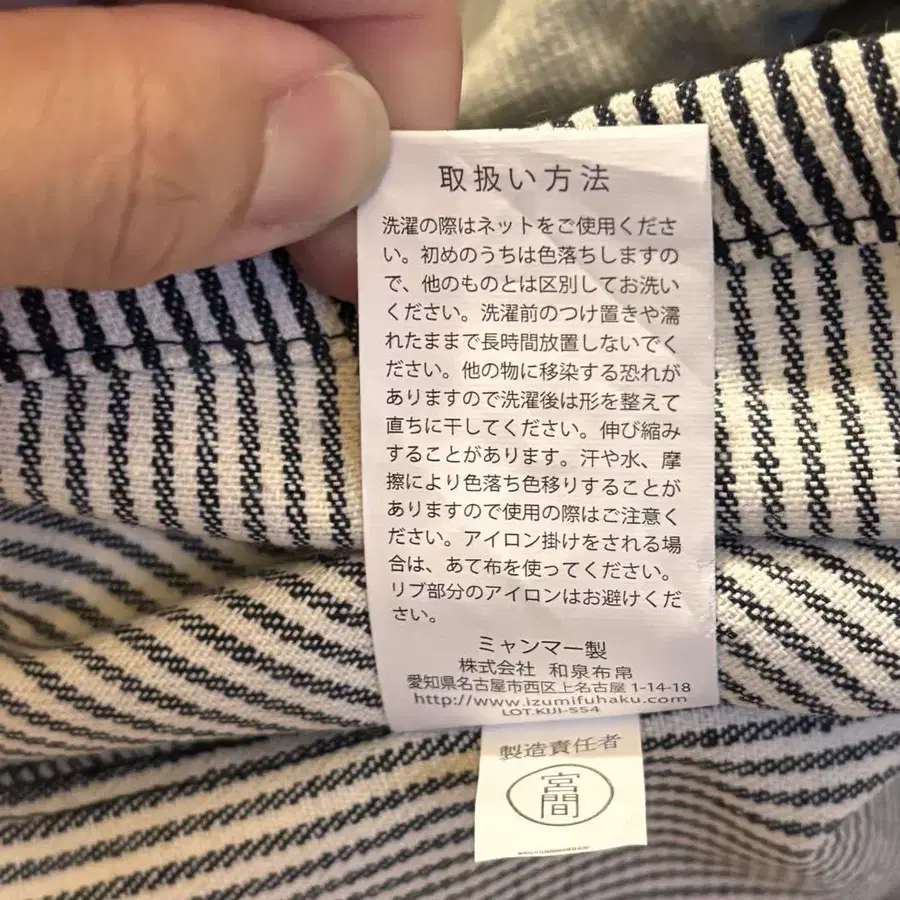 取扱い方法
洗濯の際はネットをご使用くださ
い。初めのうちは色落ちしますの
で、他のものとは区別してお洗い
ください。洗濯前のつけ置きや濡
れたままで長時間放置しないでく
ださい。他の物に移染する恐れが
ありますので洗濯後は形を整えて
直ちに干してください。伸び縮み
することがあります。汗や水、摩
擦により色落ち色移りすることが
ありますので使用の際はご注意く
ださい。アイロン掛けをされる場
合は、あて布を使ってください。
リブ部分のアイロンはお避けくだ
さい。
ミャンマー製
株式会社 和泉布帛
愛知県名古屋市西区上名古屋 1-14-18
http://www.izumifuhaku.com
LOT.KIJI-554
製造責任者
宮間